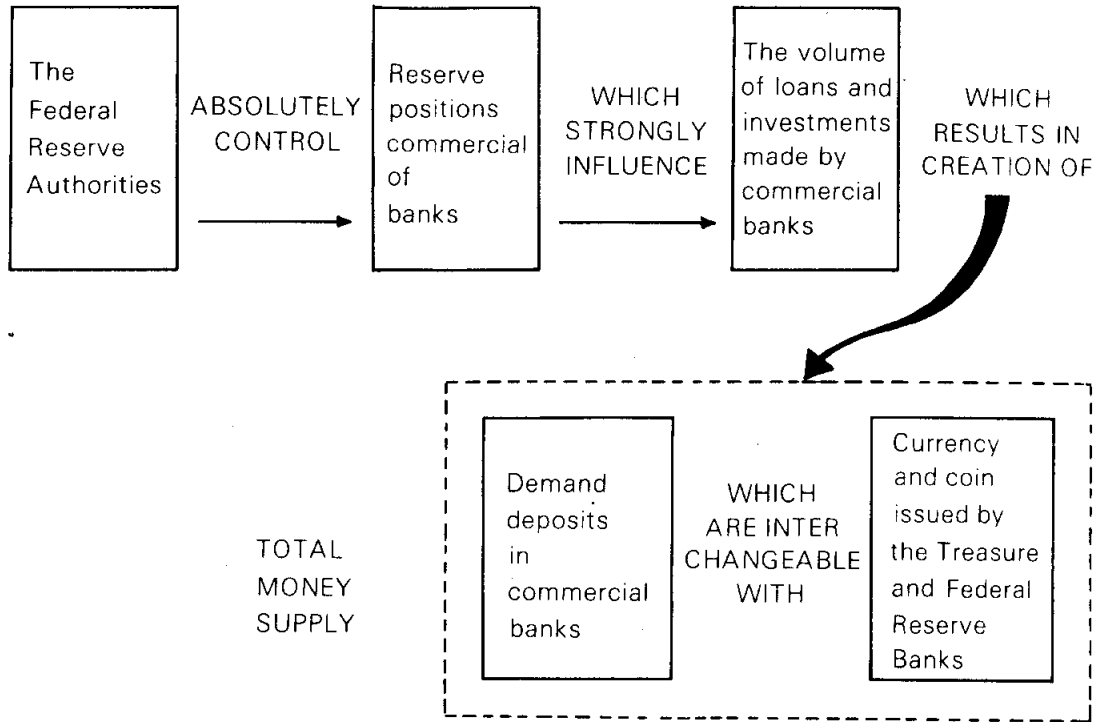 The
Federal
Reserve
Authorities
ABSOLUTELY
CONTROL
Reserve
positions
commercial
of
banks
WHICH
STRONGLY
INFLUENCE
The volume
of loans and
investments
made by
commercial
banks
WHICH
RESULTS IN
CREATION OF
TOTAL
MONEY
SUPPLY
Demand
deposits
in
commercial
banks
WHICH
ARE INTER
CHANGEABLE
WITH
Currency
and coin
issued by
the Treasure
and Federal
Reserve
Banks